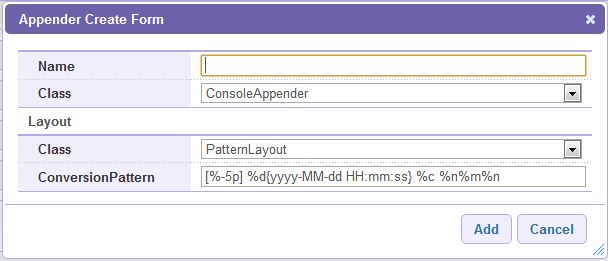 Appender Create Form
Name
Class ConsoleAppender
Layout
Class PatternLayout
ConversionPattern [%-5p] %d{yyyy-MM-dd HH:mm:ss} %c %n%m%n
Add Cancel